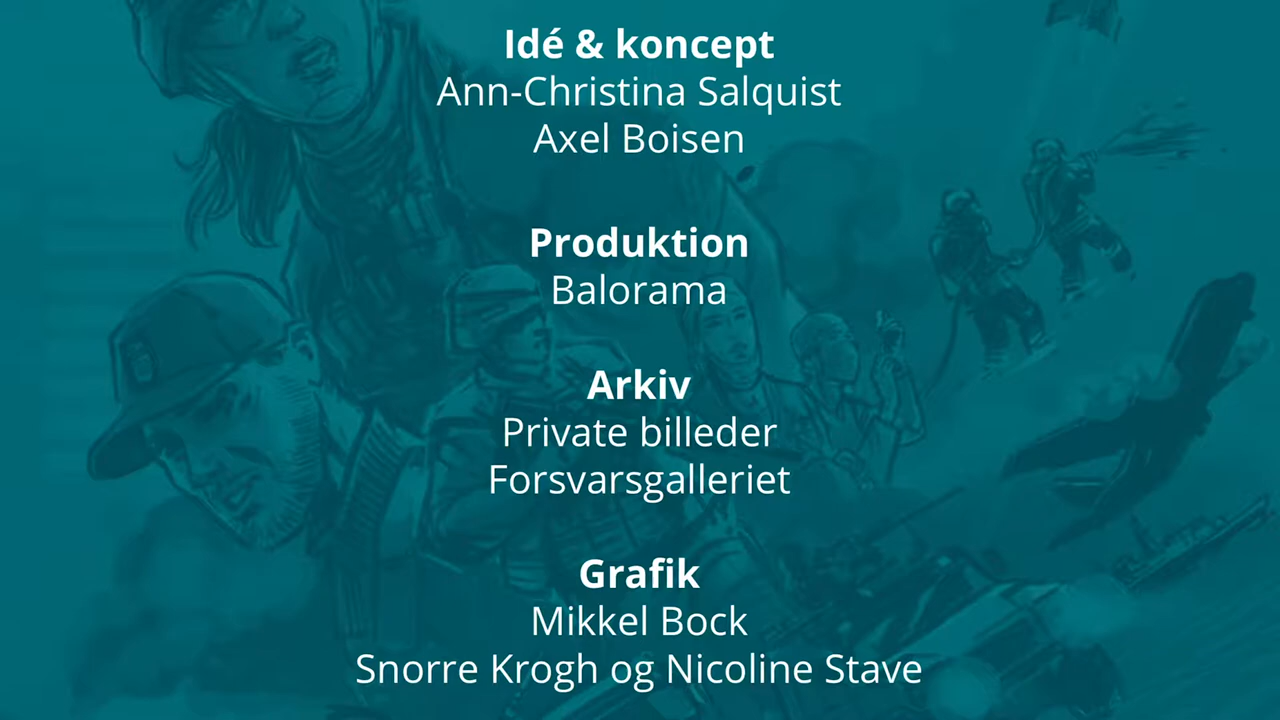 Idé & koncept
Ann-Christina Salquist
Axel Boisen
Produktion
Balorama
Arkiv
Private billeder
Forsvarsgalleriet
Grafik
Mikkel Bock
Snorre Krogh og Nicoline Stave